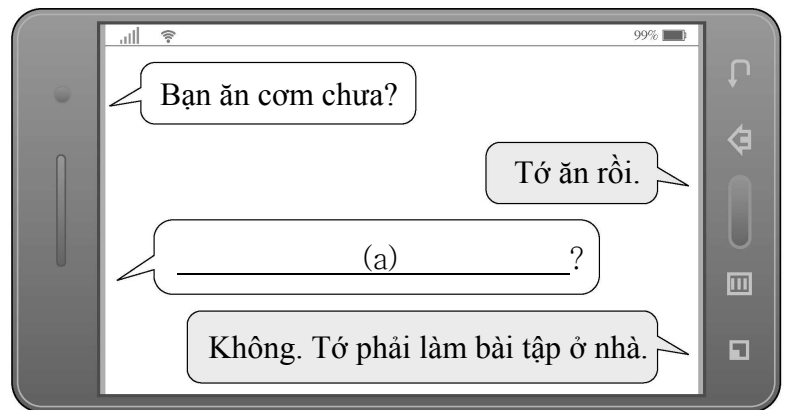 99%
Bạn ăn cơm chưa?
Tớ ăn rồi.
(a) ?
Không. Tớ phải làm bài tập ở nhà.